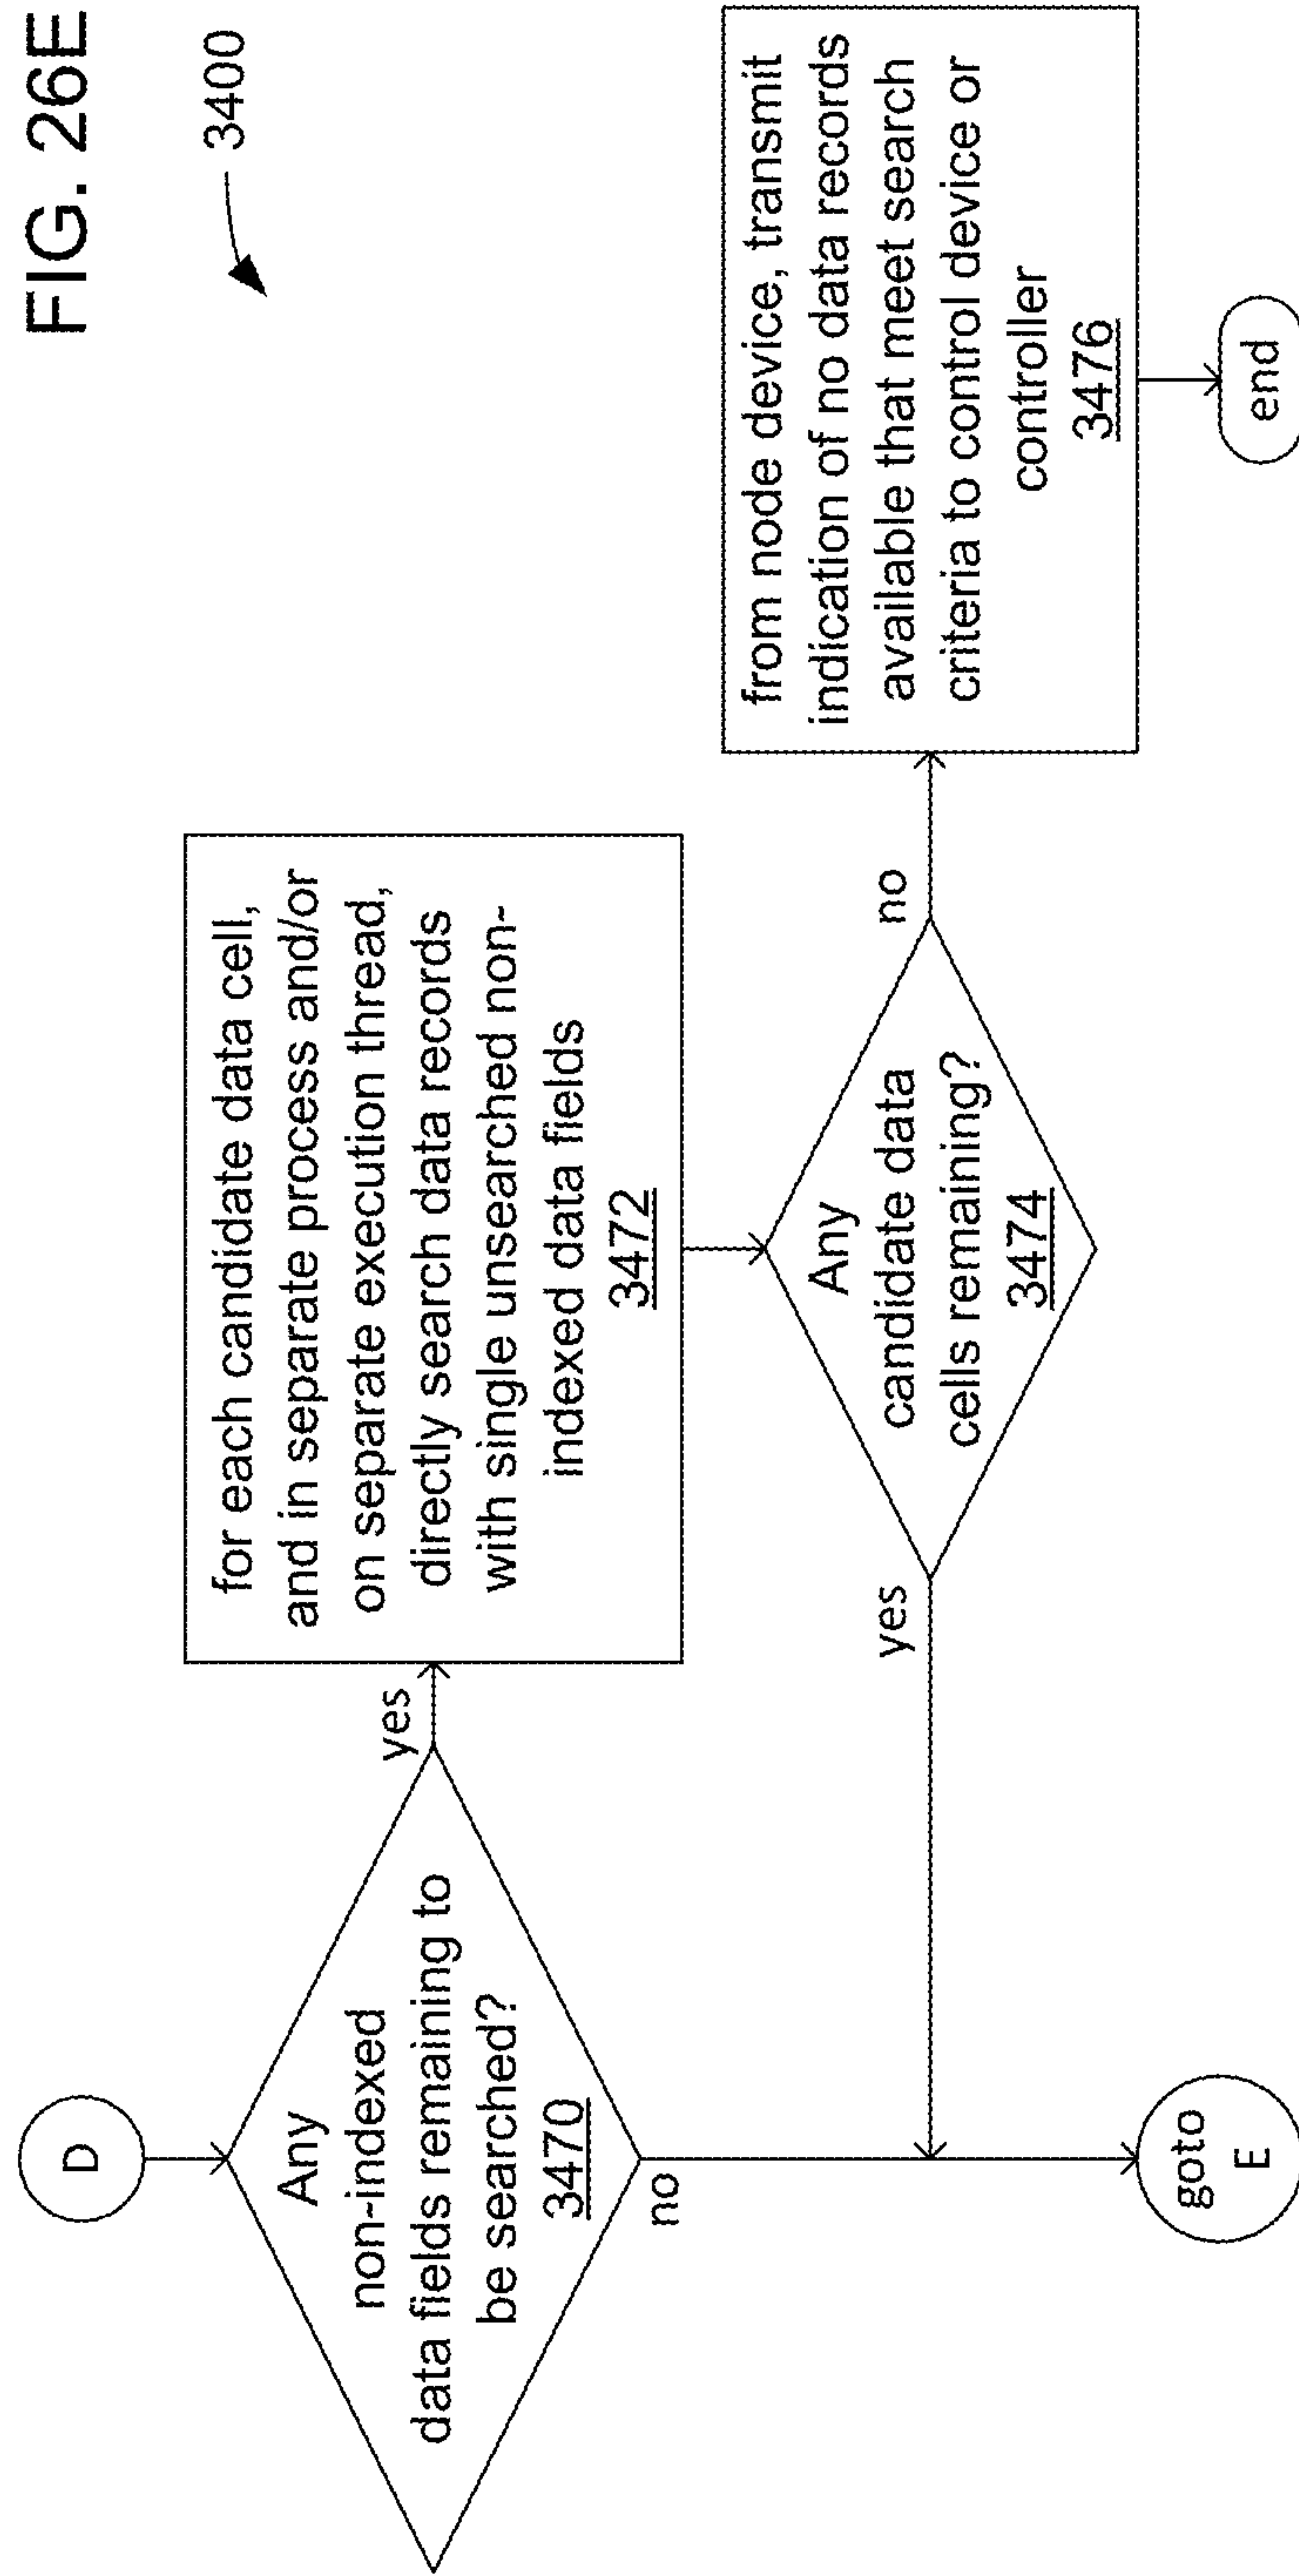 FIG. 26E
3400
D
Any
non-indexed
data fields remaining to
be searched?
3470
yes
no
for each candidate data cell,
and in separate process and/or
on separate execution thread,
directly search data records
with single unsearched non-
indexed data fields
3472
Any
candidate data
cells remaining?
3474
yes
no
from node device, transmit
indication of no data records
available that meet search
criteria to control device or
controller
3476
end
goto
E